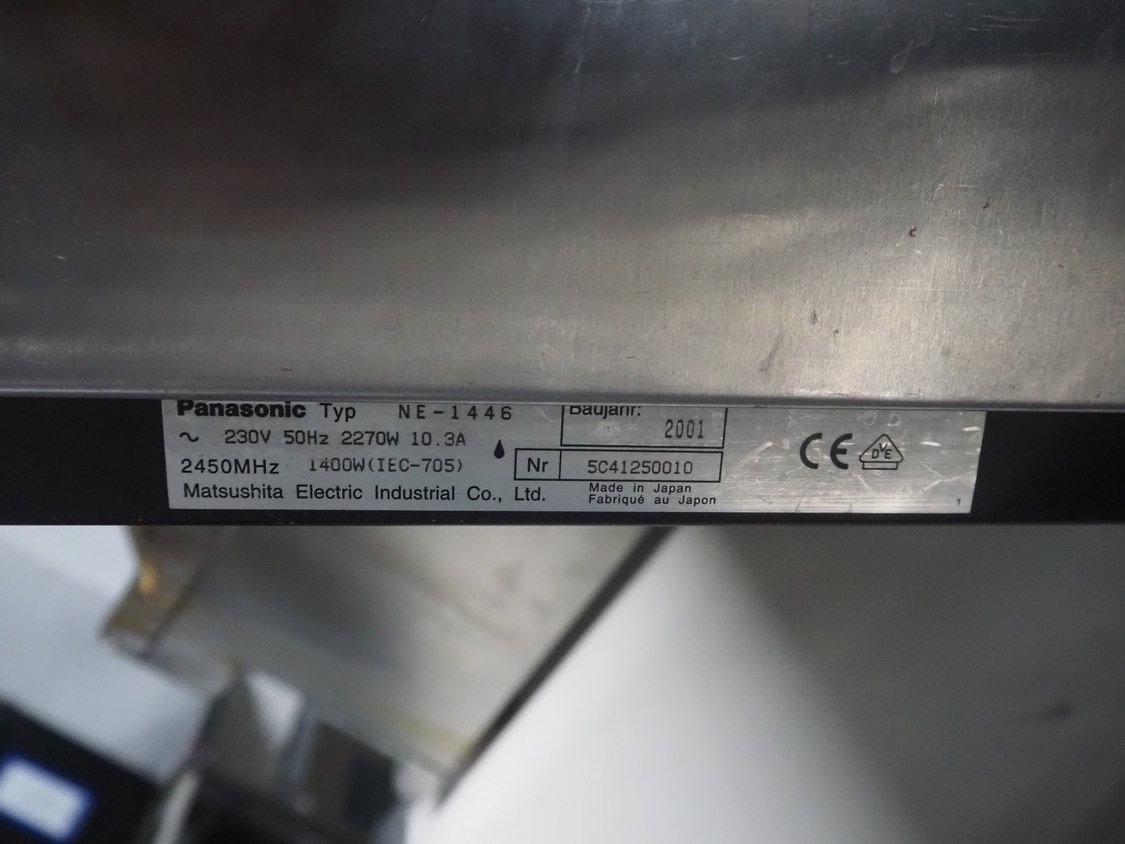 Panasonic Typ NE-1446
Baujahr:
2001
~ 230V 50Hz 2270W 10.3A
2450MHz 1400W(IEC-705)
Nr 5C41250010
Matsushita Electric Industrial Co., Ltd.
Made in Japan
Fabriqué au Japon
CE
DVE